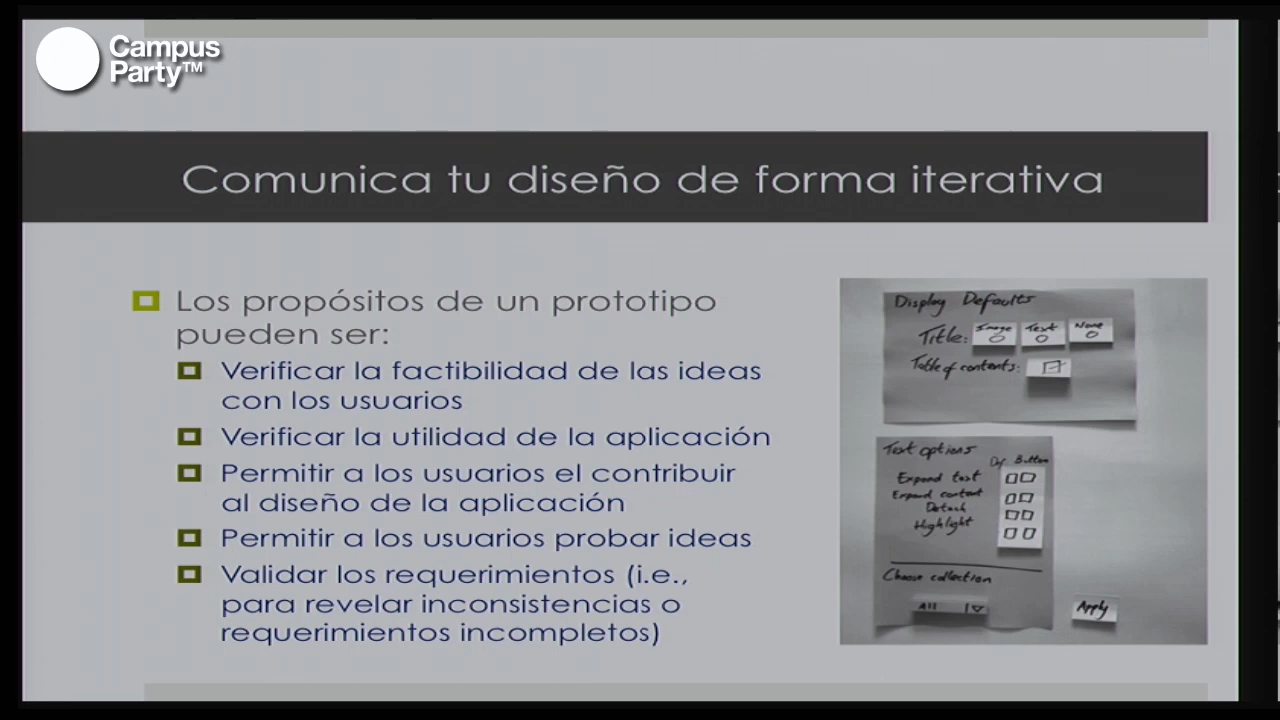 Campus
Party™
Comunica tu diseño de forma iterativa
Los propósitos de un prototipo
pueden ser:
Verificar la factibilidad de las ideas
con los usuarios
Verificar la utilidad de la aplicación
Permitir a los usuarios el contribuir
al diseño de la aplicación
Permitir a los usuarios probar ideas
Validar los requerimientos (i.e.,
para revelar inconsistencias o
requerimientos incompletos)
Display Defaults
Title: Image Text None
Table of contents:
Text options
Button
Expand text
Expand content
Detach
Highlight
Choose collection
All
Apply